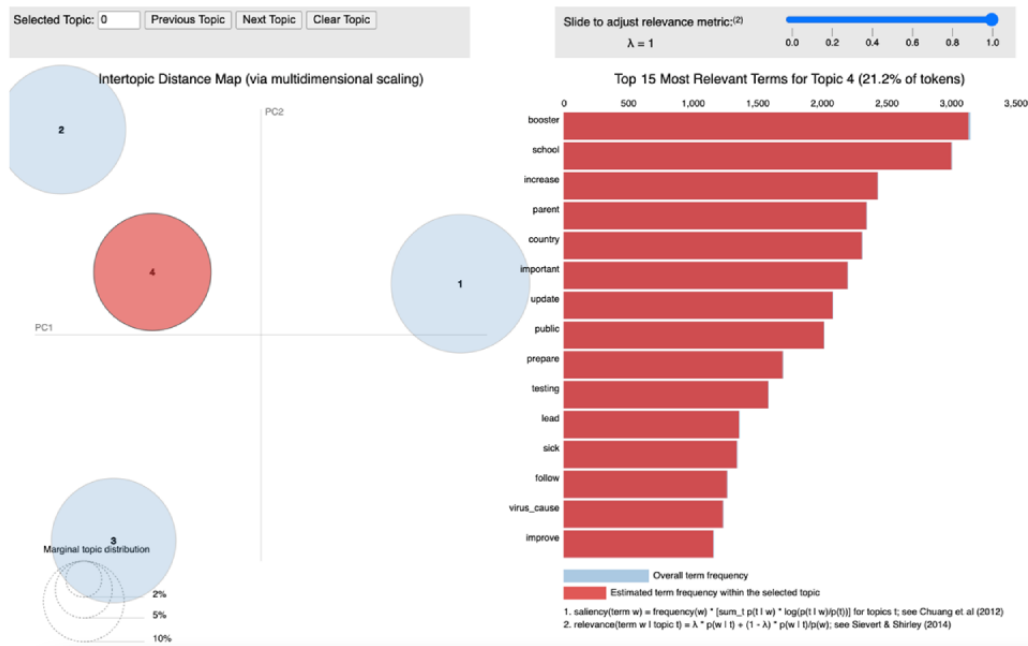 Selected Topic: 0 Previous Topic Next Topic Clear Topic
Slide to adjust relevance metric:(2)
λ = 1
0.0 0.2 0.4 0.6 0.8 1.0
Intertopic Distance Map (via multidimensional scaling)
PC2
PC1
2
4
1
3
Marginal topic distribution
2%
5%
10%
Top 15 Most Relevant Terms for Topic 4 (21.2% of tokens)
0 500 1,000 1,500 2,000 2,500 3,000 3,500
booster
school
increase
parent
country
important
update
public
prepare
testing
lead
sick
follow
virus_cause
improve
Overall term frequency
Estimated term frequency within the selected topic
1. saliency(term w) = frequency(w) * [sum_t p(t | w) * log(p(t | w)/p(t))] for topics t; see Chuang et al (2012)
2. relevance(term w | topic t) = λ * p(w | t) + (1 - λ) * p(w | t)/p(w); see Sievert & Shirley (2014)